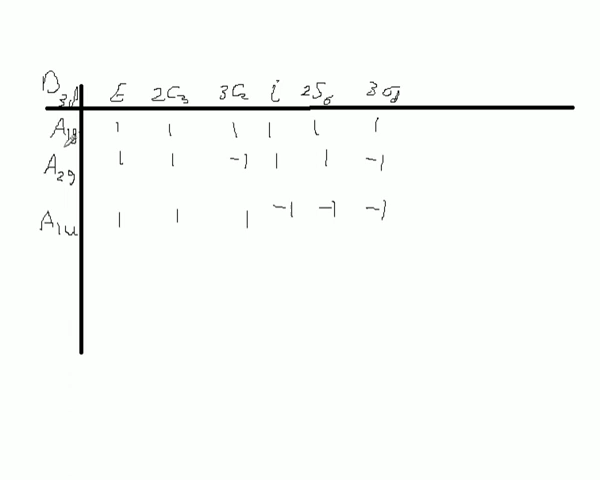 D3d E 2C3 3C2 i 2S6 3σd
A1g 1 1 1 1 1 1
A2g 1 1 -1 1 1 -1
A1u 1 1 1 -1 -1 -1